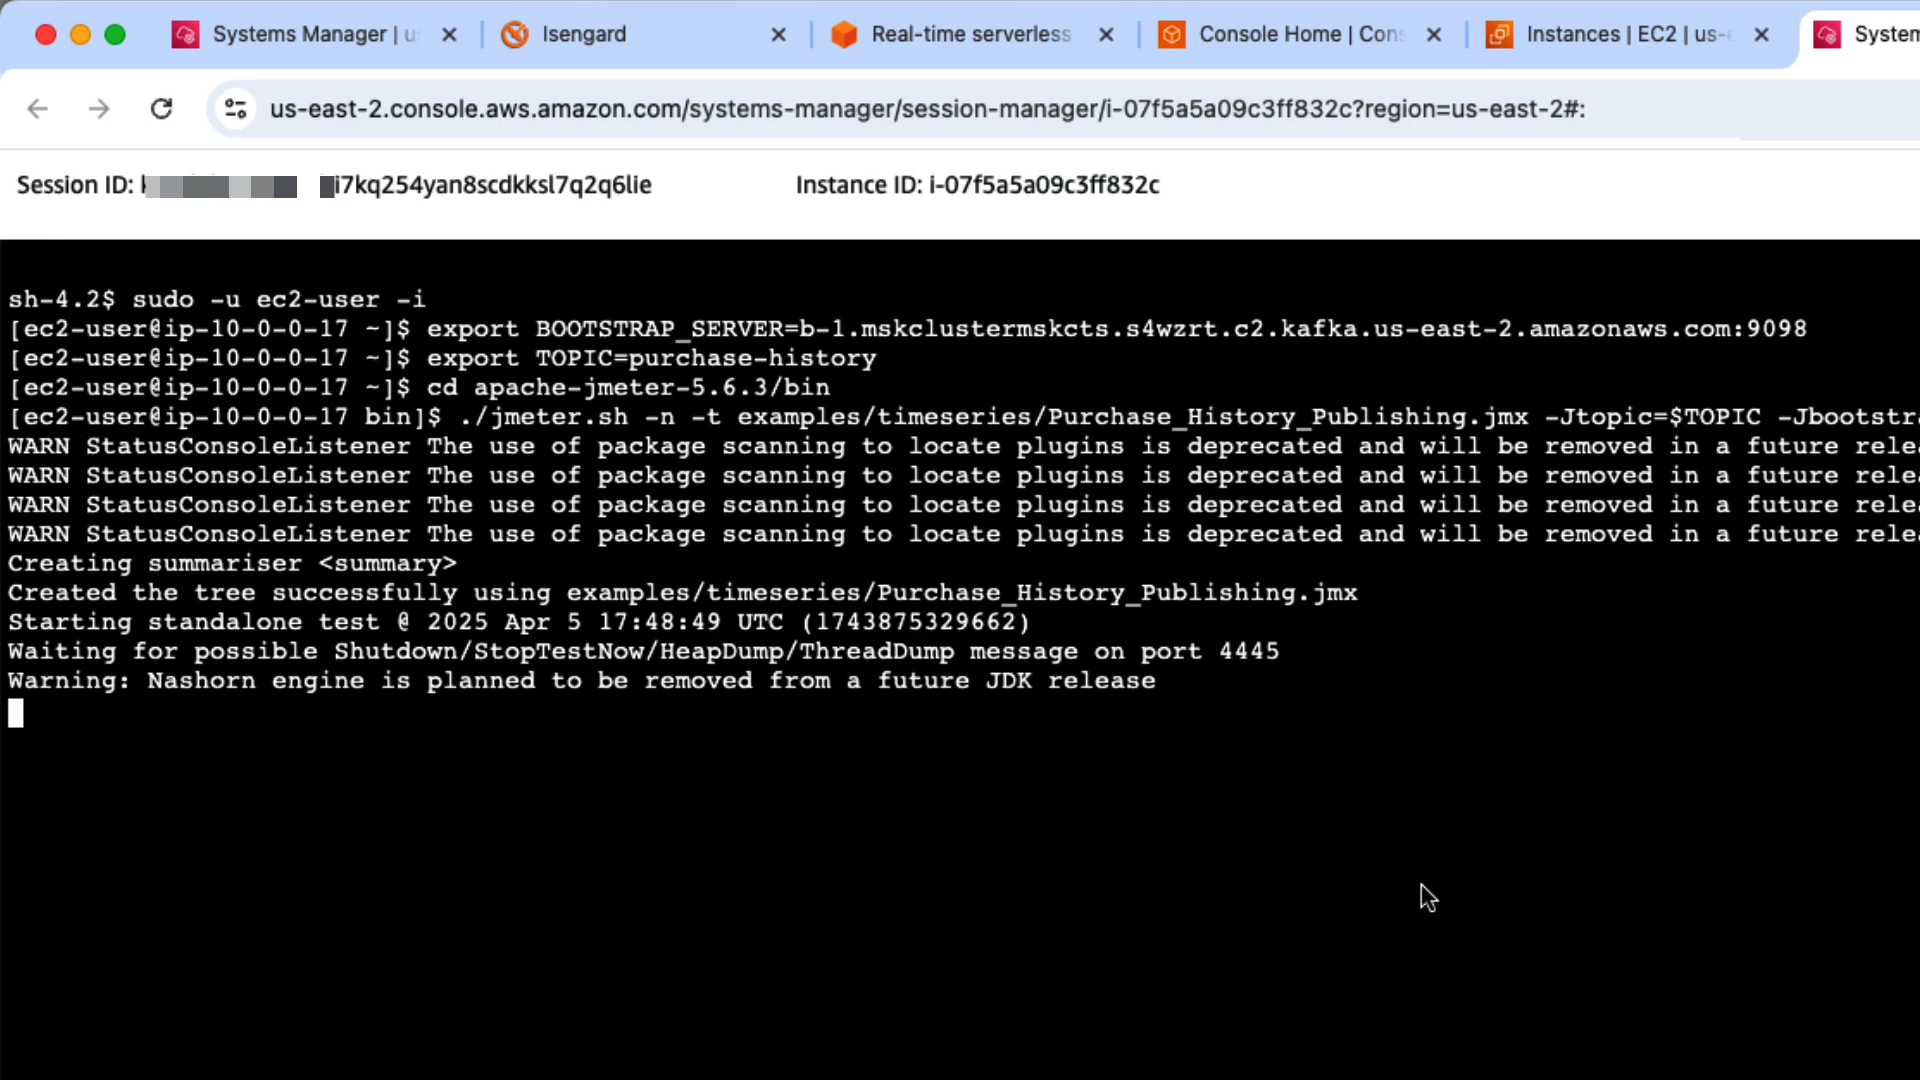 Systems Manager | u
Isengard
Real-time serverless
Console Home | Con
Instances | EC2 | us-
System
us-east-2.console.aws.amazon.com/systems-manager/session-manager/i-07f5a5a09c3ff832c?region=us-east-2#:
Session ID: i7kq254yan8scdkksl7q2q6lie
Instance ID: i-07f5a5a09c3ff832c
sh-4.2$ sudo -u ec2-user -i
[ec2-user@ip-10-0-0-17 ~]$ export BOOTSTRAP_SERVER=b-1.mskclustermskcts.s4wzrt.c2.kafka.us-east-2.amazonaws.com:9098
[ec2-user@ip-10-0-0-17 ~]$ export TOPIC=purchase-history
[ec2-user@ip-10-0-0-17 ~]$ cd apache-jmeter-5.6.3/bin
[ec2-user@ip-10-0-0-17 bin]$ ./jmeter.sh -n -t examples/timeseries/Purchase_History_Publishing.jmx -Jtopic=$TOPIC -Jbootstra
WARN StatusConsoleListener The use of package scanning to locate plugins is deprecated and will be removed in a future relea
WARN StatusConsoleListener The use of package scanning to locate plugins is deprecated and will be removed in a future relea
WARN StatusConsoleListener The use of package scanning to locate plugins is deprecated and will be removed in a future relea
WARN StatusConsoleListener The use of package scanning to locate plugins is deprecated and will be removed in a future relea
Creating summariser <summary>
Created the tree successfully using examples/timeseries/Purchase_History_Publishing.jmx
Starting standalone test @ 2025 Apr 5 17:48:49 UTC (1743875329662)
Waiting for possible Shutdown/StopTestNow/HeapDump/ThreadDump message on port 4445
Warning: Nashorn engine is planned to be removed from a future JDK release